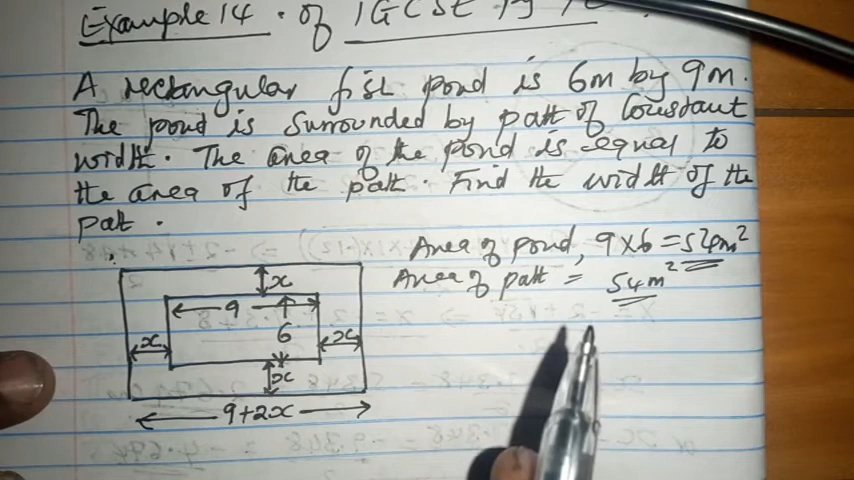 Example 14. of IGCSE
A rectangular fish pond is 6m by 9m.
The pond is surrounded by path of constant
width. The area of the pond is equal to
the area of the path. Find the width of the
path.
Area of pond, 9 x 6 = 54m²
Area of path = 54m²
x
9
6
x
x
x
9+2x